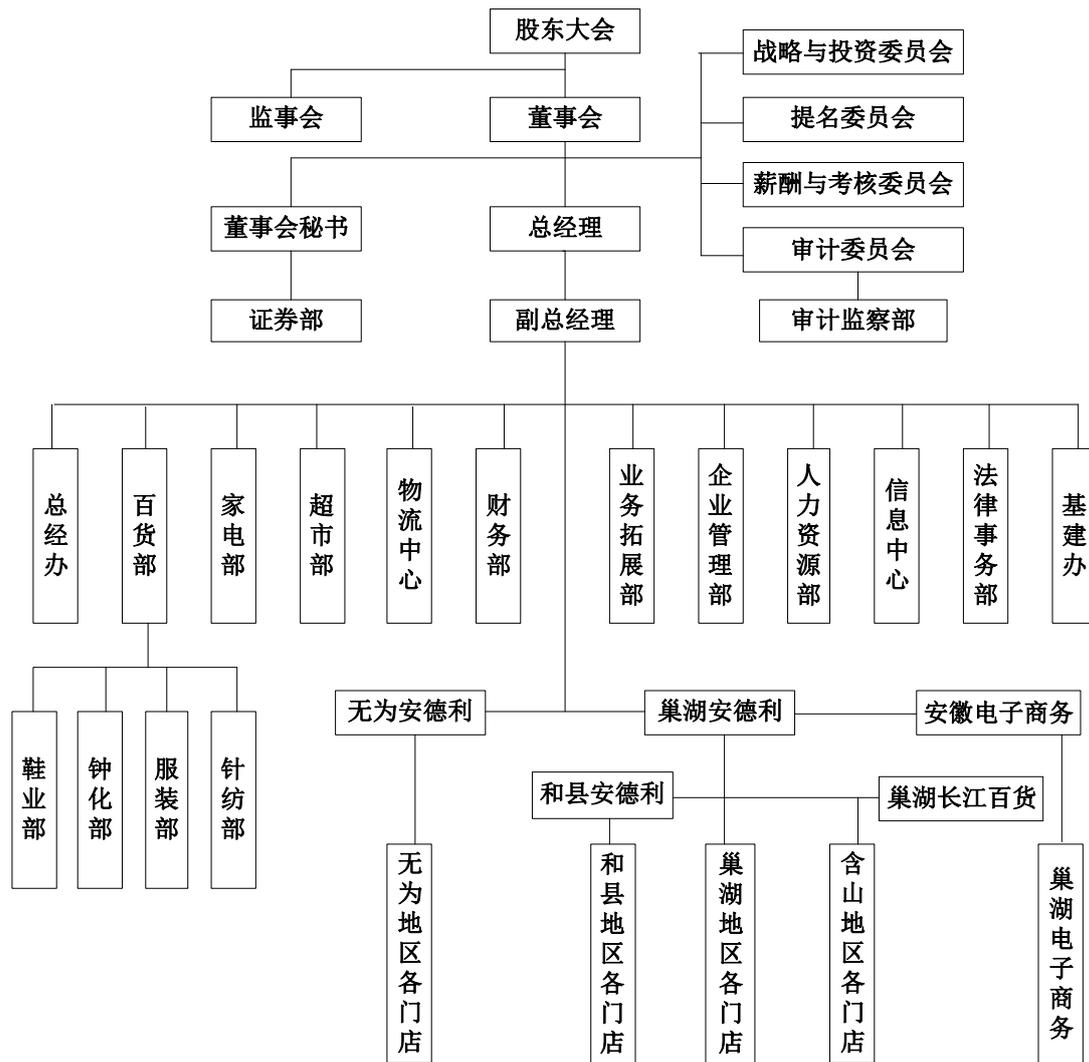 股东大会
战略与投资委员会
监事会
董事会
提名委员会
薪酬与考核委员会
董事会秘书
总经理
审计委员会
证券部
副总经理
审计监察部
总经办
百货部
家电部
超市部
物流中心
财务部
业务拓展部
企业管理部
人力资源部
信息中心
法律事务部
基建办
鞋业部
钟化部
服装部
针纺部
无为安德利
巢湖安德利
安徽电子商务
和县安德利
巢湖长江百货
无为地区各门店
和县地区各门店
巢湖地区各门店
含山地区各门店
巢湖电子商务